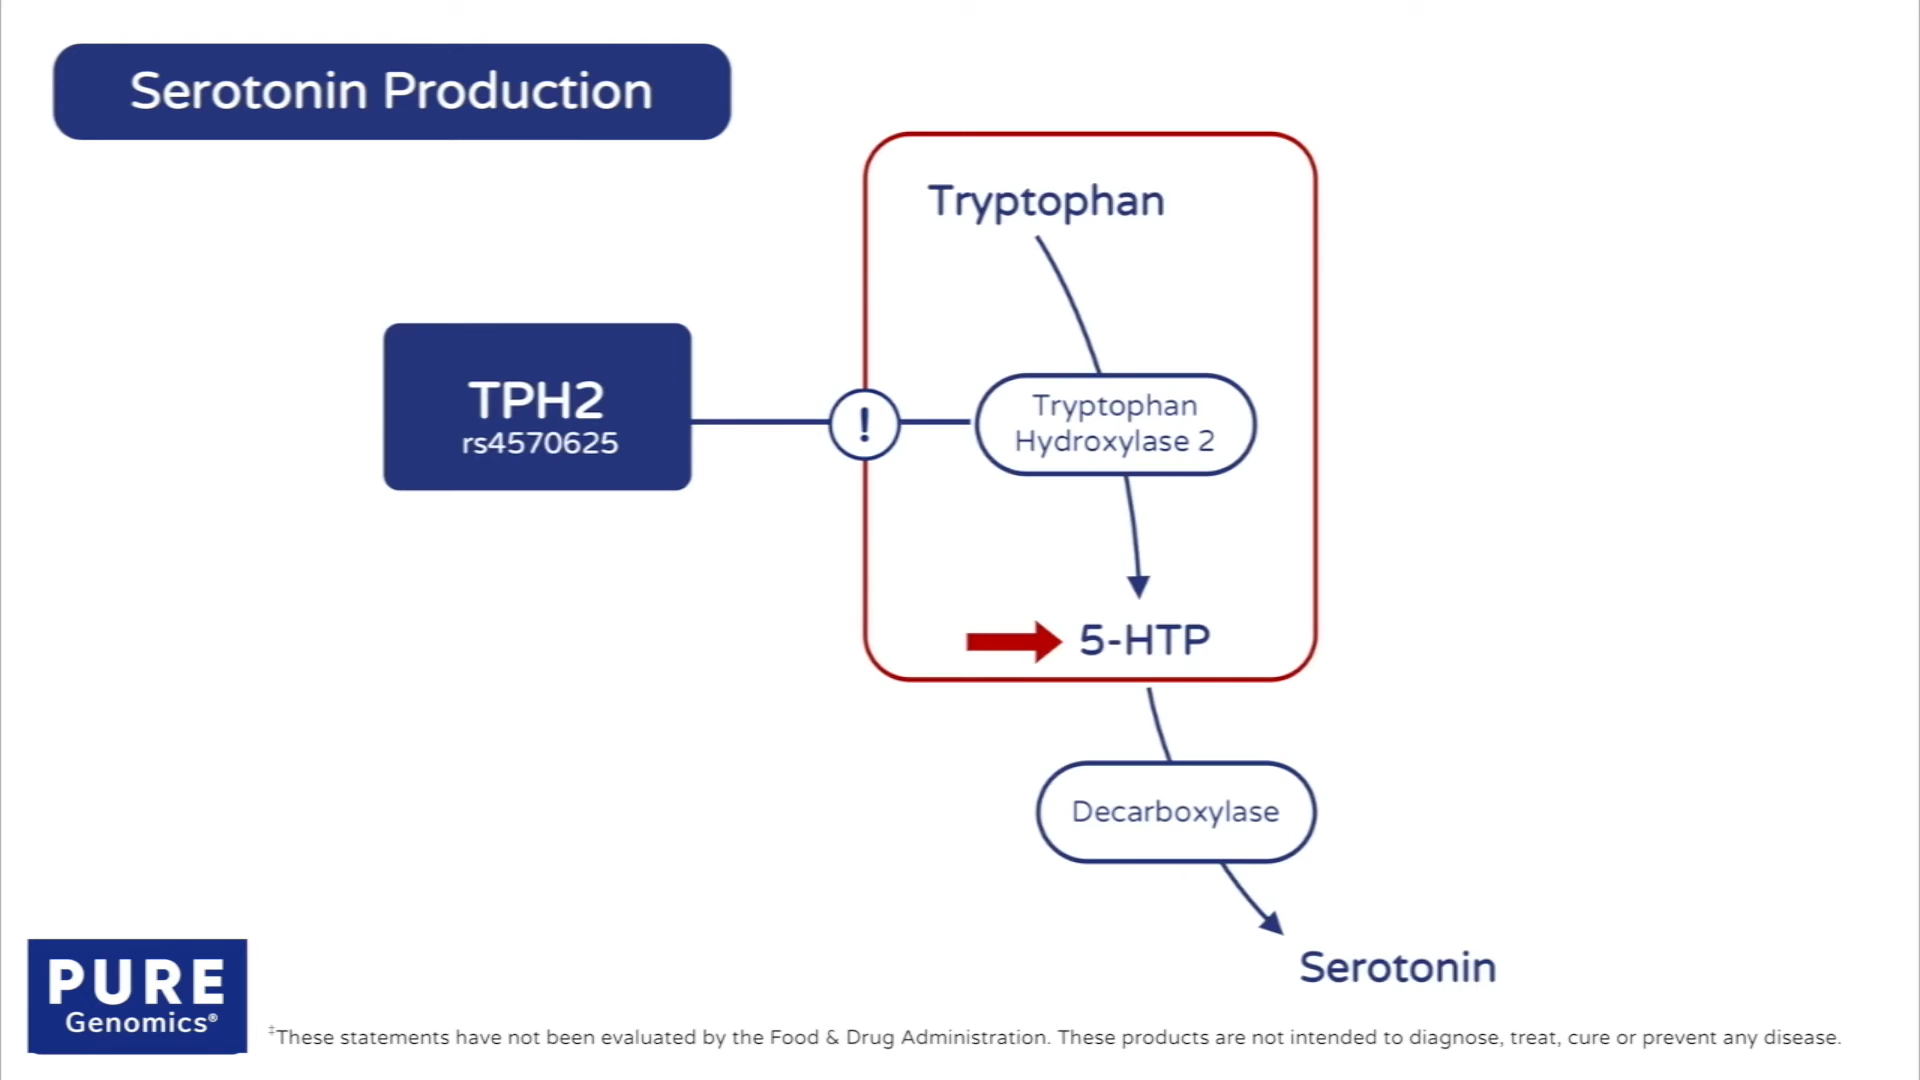 Serotonin Production
Tryptophan
TPH2
rs4570625
!
Tryptophan
Hydroxylase 2
5-HTP
Decarboxylase
Serotonin
PURE
Genomics®
‡These statements have not been evaluated by the Food & Drug Administration. These products are not intended to diagnose, treat, cure or prevent any disease.